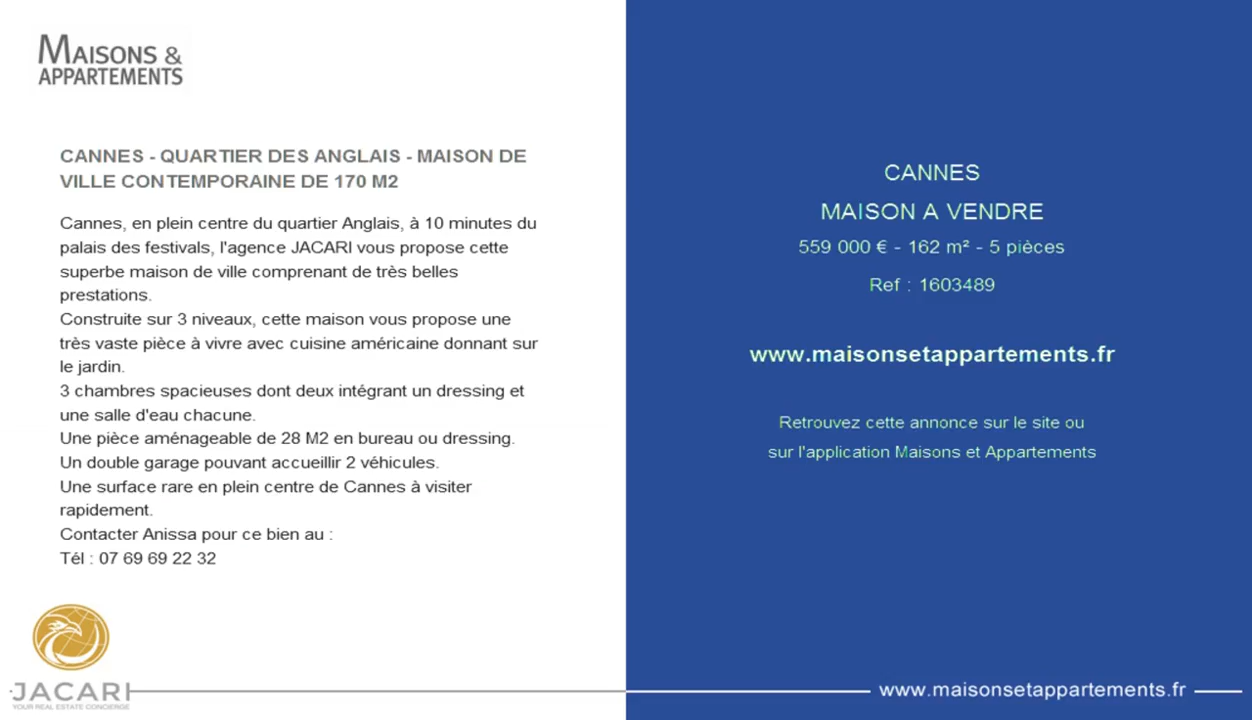 MAISONS &
APPARTEMENTS
CANNES - QUARTIER DES ANGLAIS - MAISON DE
VILLE CONTEMPORAINE DE 170 M2
Cannes, en plein centre du quartier Anglais, à 10 minutes du
palais des festivals, l'agence JACARI vous propose cette
superbe maison de ville comprenant de très belles
prestations.
Construite sur 3 niveaux, cette maison vous propose une
très vaste pièce à vivre avec cuisine américaine donnant sur
le jardin.
3 chambres spacieuses dont deux intégrant un dressing et
une salle d'eau chacune.
Une pièce aménageable de 28 M2 en bureau ou dressing.
Un double garage pouvant accueillir 2 véhicules.
Une surface rare en plein centre de Cannes à visiter
rapidement.
Contacter Anissa pour ce bien au :
Tél : 07 69 69 22 32
JACARI
YOUR REAL ESTATE CONCIERGE
CANNES
MAISON A VENDRE
559 000 € - 162 m² - 5 pièces
Ref : 1603489
www.maisonsetappartements.fr
Retrouvez cette annonce sur le site ou
sur l'application Maisons et Appartements
www.maisonsetappartements.fr